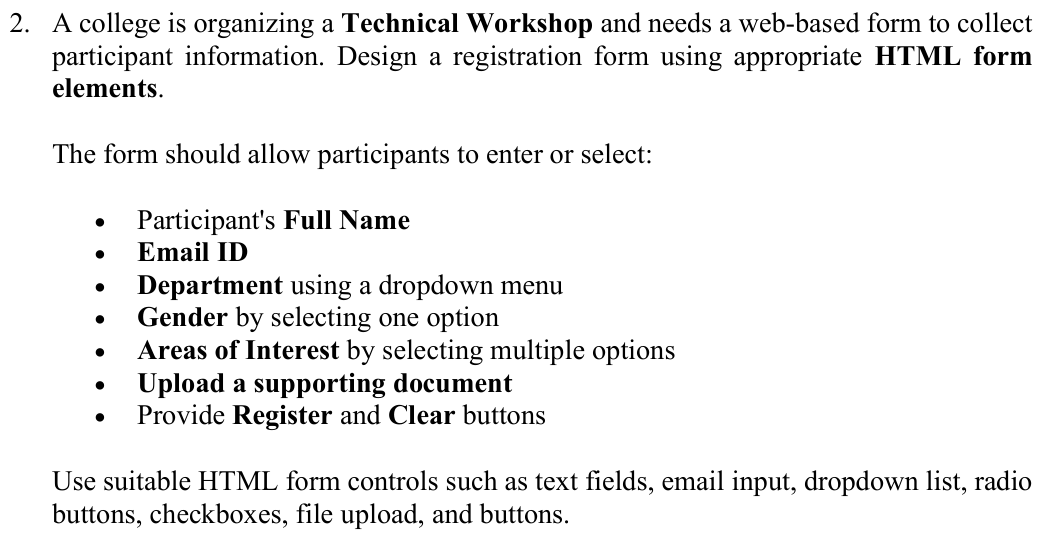 2. A college is organizing a Technical Workshop and needs a web-based form to collect
participant information. Design a registration form using appropriate HTML form
elements.
The form should allow participants to enter or select:
• Participant's Full Name
• Email ID
• Department using a dropdown menu
• Gender by selecting one option
• Areas of Interest by selecting multiple options
• Upload a supporting document
• Provide Register and Clear buttons
Use suitable HTML form controls such as text fields, email input, dropdown list, radio
buttons, checkboxes, file upload, and buttons.